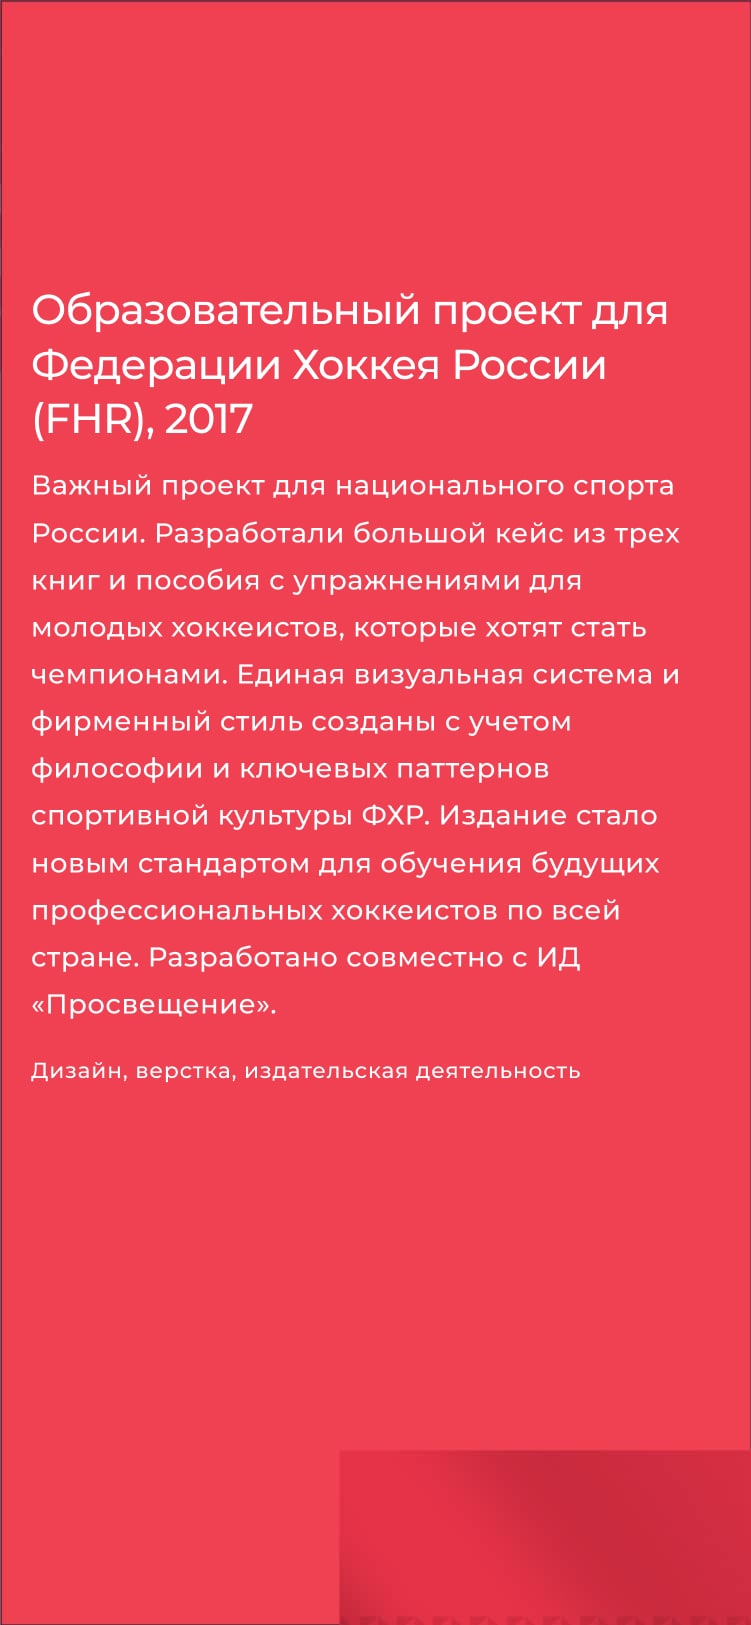 Образовательный проект для
Федерации Хоккея России
(FHR), 2017
Важный проект для национального спорта
России. Разработали большой кейс из трех
книг и пособия с упражнениями для
молодых хоккеистов, которые хотят стать
чемпионами. Единая визуальная система и
фирменный стиль созданы с учетом
философии и ключевых паттернов
спортивной культуры ФХР. Издание стало
новым стандартом для обучения будущих
профессиональных хоккеистов по всей
стране. Разработано совместно с ИД
«Просвещение».
Дизайн, верстка, издательская деятельность